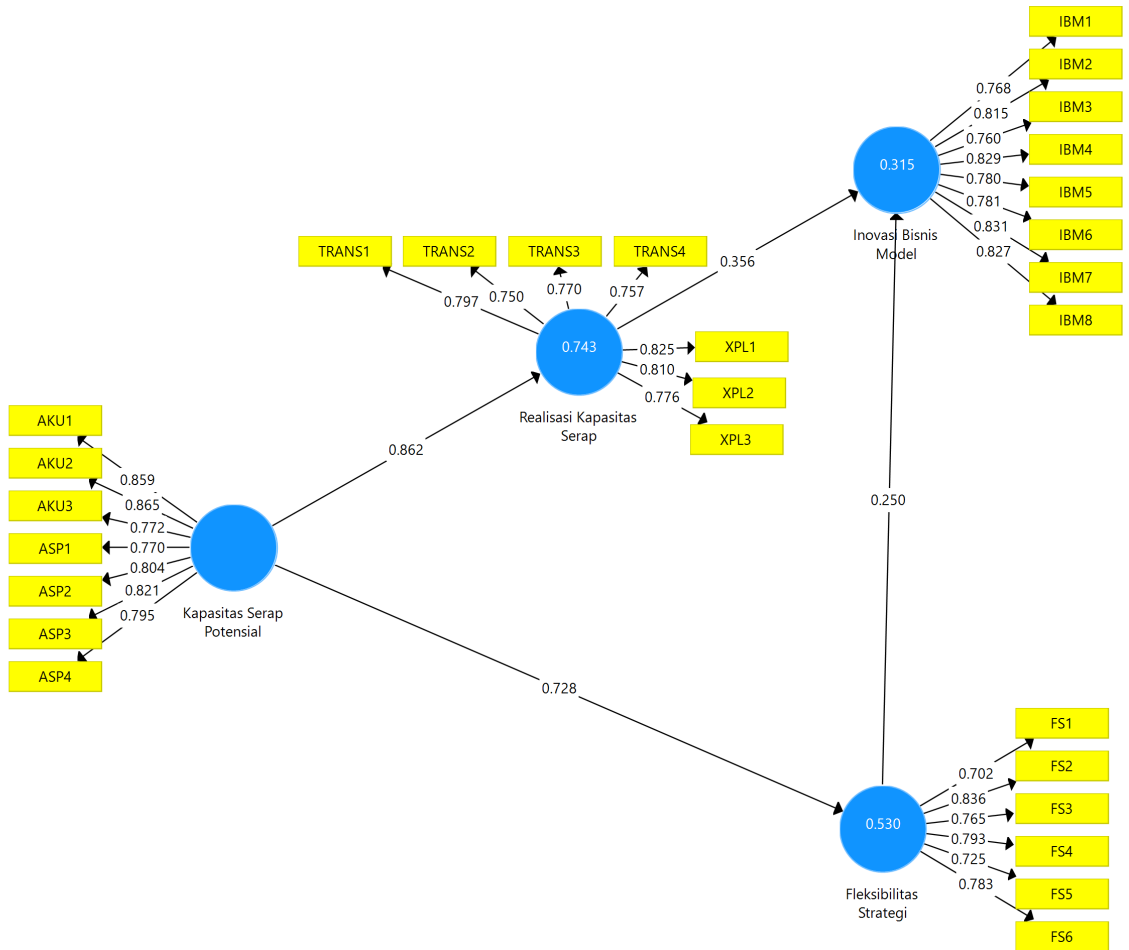 IBM1
IBM2
IBM3
IBM4
IBM5
IBM6
IBM7
IBM8
0.768
0.815
0.760
0.829
0.780
0.781
0.831
0.827
0.315
Inovasi Bisnis
Model
TRANS1
TRANS2
TRANS3
TRANS4
0.797
0.750
0.770
0.757
0.356
0.743
Realisasi Kapasitas
Serap
0.825
0.810
0.776
XPL1
XPL2
XPL3
0.862
AKU1
AKU2
AKU3
ASP1
ASP2
ASP3
ASP4
0.859
0.865
0.772
0.770
0.804
0.821
0.795
Kapasitas Serap
Potensial
0.250
0.728
0.530
Fleksibilitas
Strategi
0.702
0.836
0.765
0.793
0.725
0.783
FS1
FS2
FS3
FS4
FS5
FS6